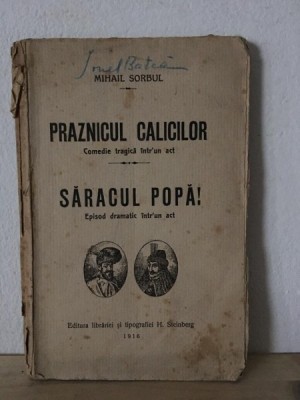 MIHAIL SORBUL
PRAZNICUL CALICILOR
Comedie tragică într'un act
SĂRACUL POPĂ!
Episod dramatic într'un act
Editura librăriei și tipografiei H. Steinberg
1916